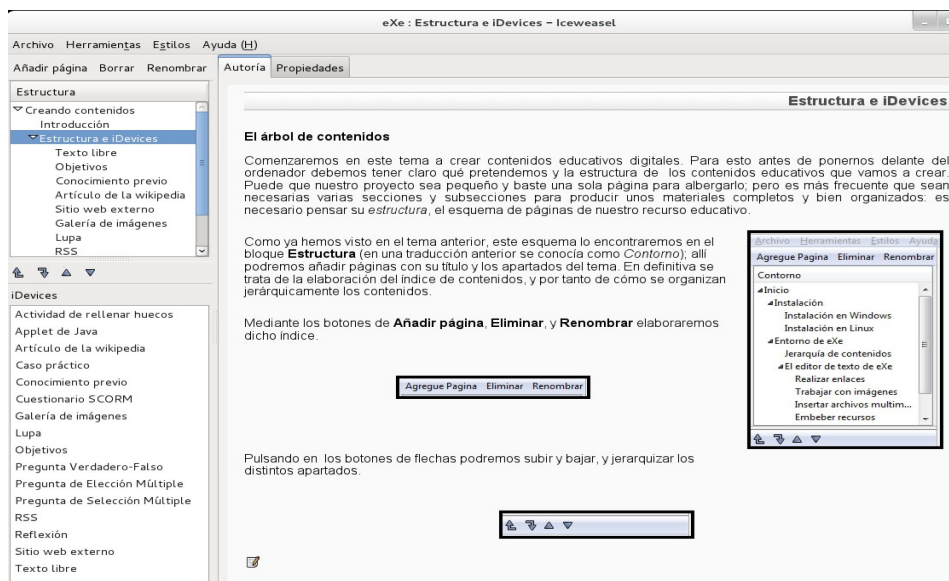 eXe : Estructura e iDevices – Iceweasel
Archivo Herramientas Estilos Ayuda (H)
Añadir página Borrar Renombrar
Autoría Propiedades
Estructura
Creando contenidos
Introducción
Estructura e iDevices
Texto libre
Objetivos
Conocimiento previo
Artículo de la wikipedia
Sitio web externo
Galería de imágenes
Lupa
RSS
iDevices
Actividad de rellenar huecos
Applet de Java
Artículo de la wikipedia
Caso práctico
Conocimiento previo
Cuestionario SCORM
Galería de imágenes
Lupa
Objetivos
Pregunta Verdadero-Falso
Pregunta de Elección Múltiple
Pregunta de Selección Múltiple
RSS
Reflexión
Sitio web externo
Texto libre
Estructura e iDevices
El árbol de contenidos
Comenzaremos en este tema a crear contenidos educativos digitales. Para esto antes de ponernos delante del
ordenador debemos tener claro qué pretendemos y la estructura de los contenidos educativos que vamos a crear.
Puede que nuestro proyecto sea pequeño y baste una sola página para albergarlo; pero es más frecuente que sean
necesarias varias secciones y subsecciones para producir unos materiales completos y bien organizados: es
necesario pensar su estructura, el esquema de páginas de nuestro recurso educativo.
Como ya hemos visto en el tema anterior, este esquema lo encontraremos en el
bloque Estructura (en una traducción anterior se conocía como Contorno); allí
podremos añadir páginas con su título y los apartados del tema. En definitiva se
trata de la elaboración del índice de contenidos, y por tanto de cómo se organizan
jerárquicamente los contenidos.
Mediante los botones de Añadir página, Eliminar, y Renombrar elaboraremos
dicho índice.
Agregue Pagina Eliminar Renombrar
Pulsando en los botones de flechas podremos subir y bajar, y jerarquizar los
distintos apartados.
Archivo Herramientas Estilos Ayuda
Agregue Pagina Eliminar Renombrar
Contorno
Inicio
Instalación
Instalación en Windows
Instalación en Linux
Entorno de eXe
Jerarquía de contenidos
El editor de texto de eXe
Realizar enlaces
Trabajar con imágenes
Insertar archivos multim...
Embeber recursos